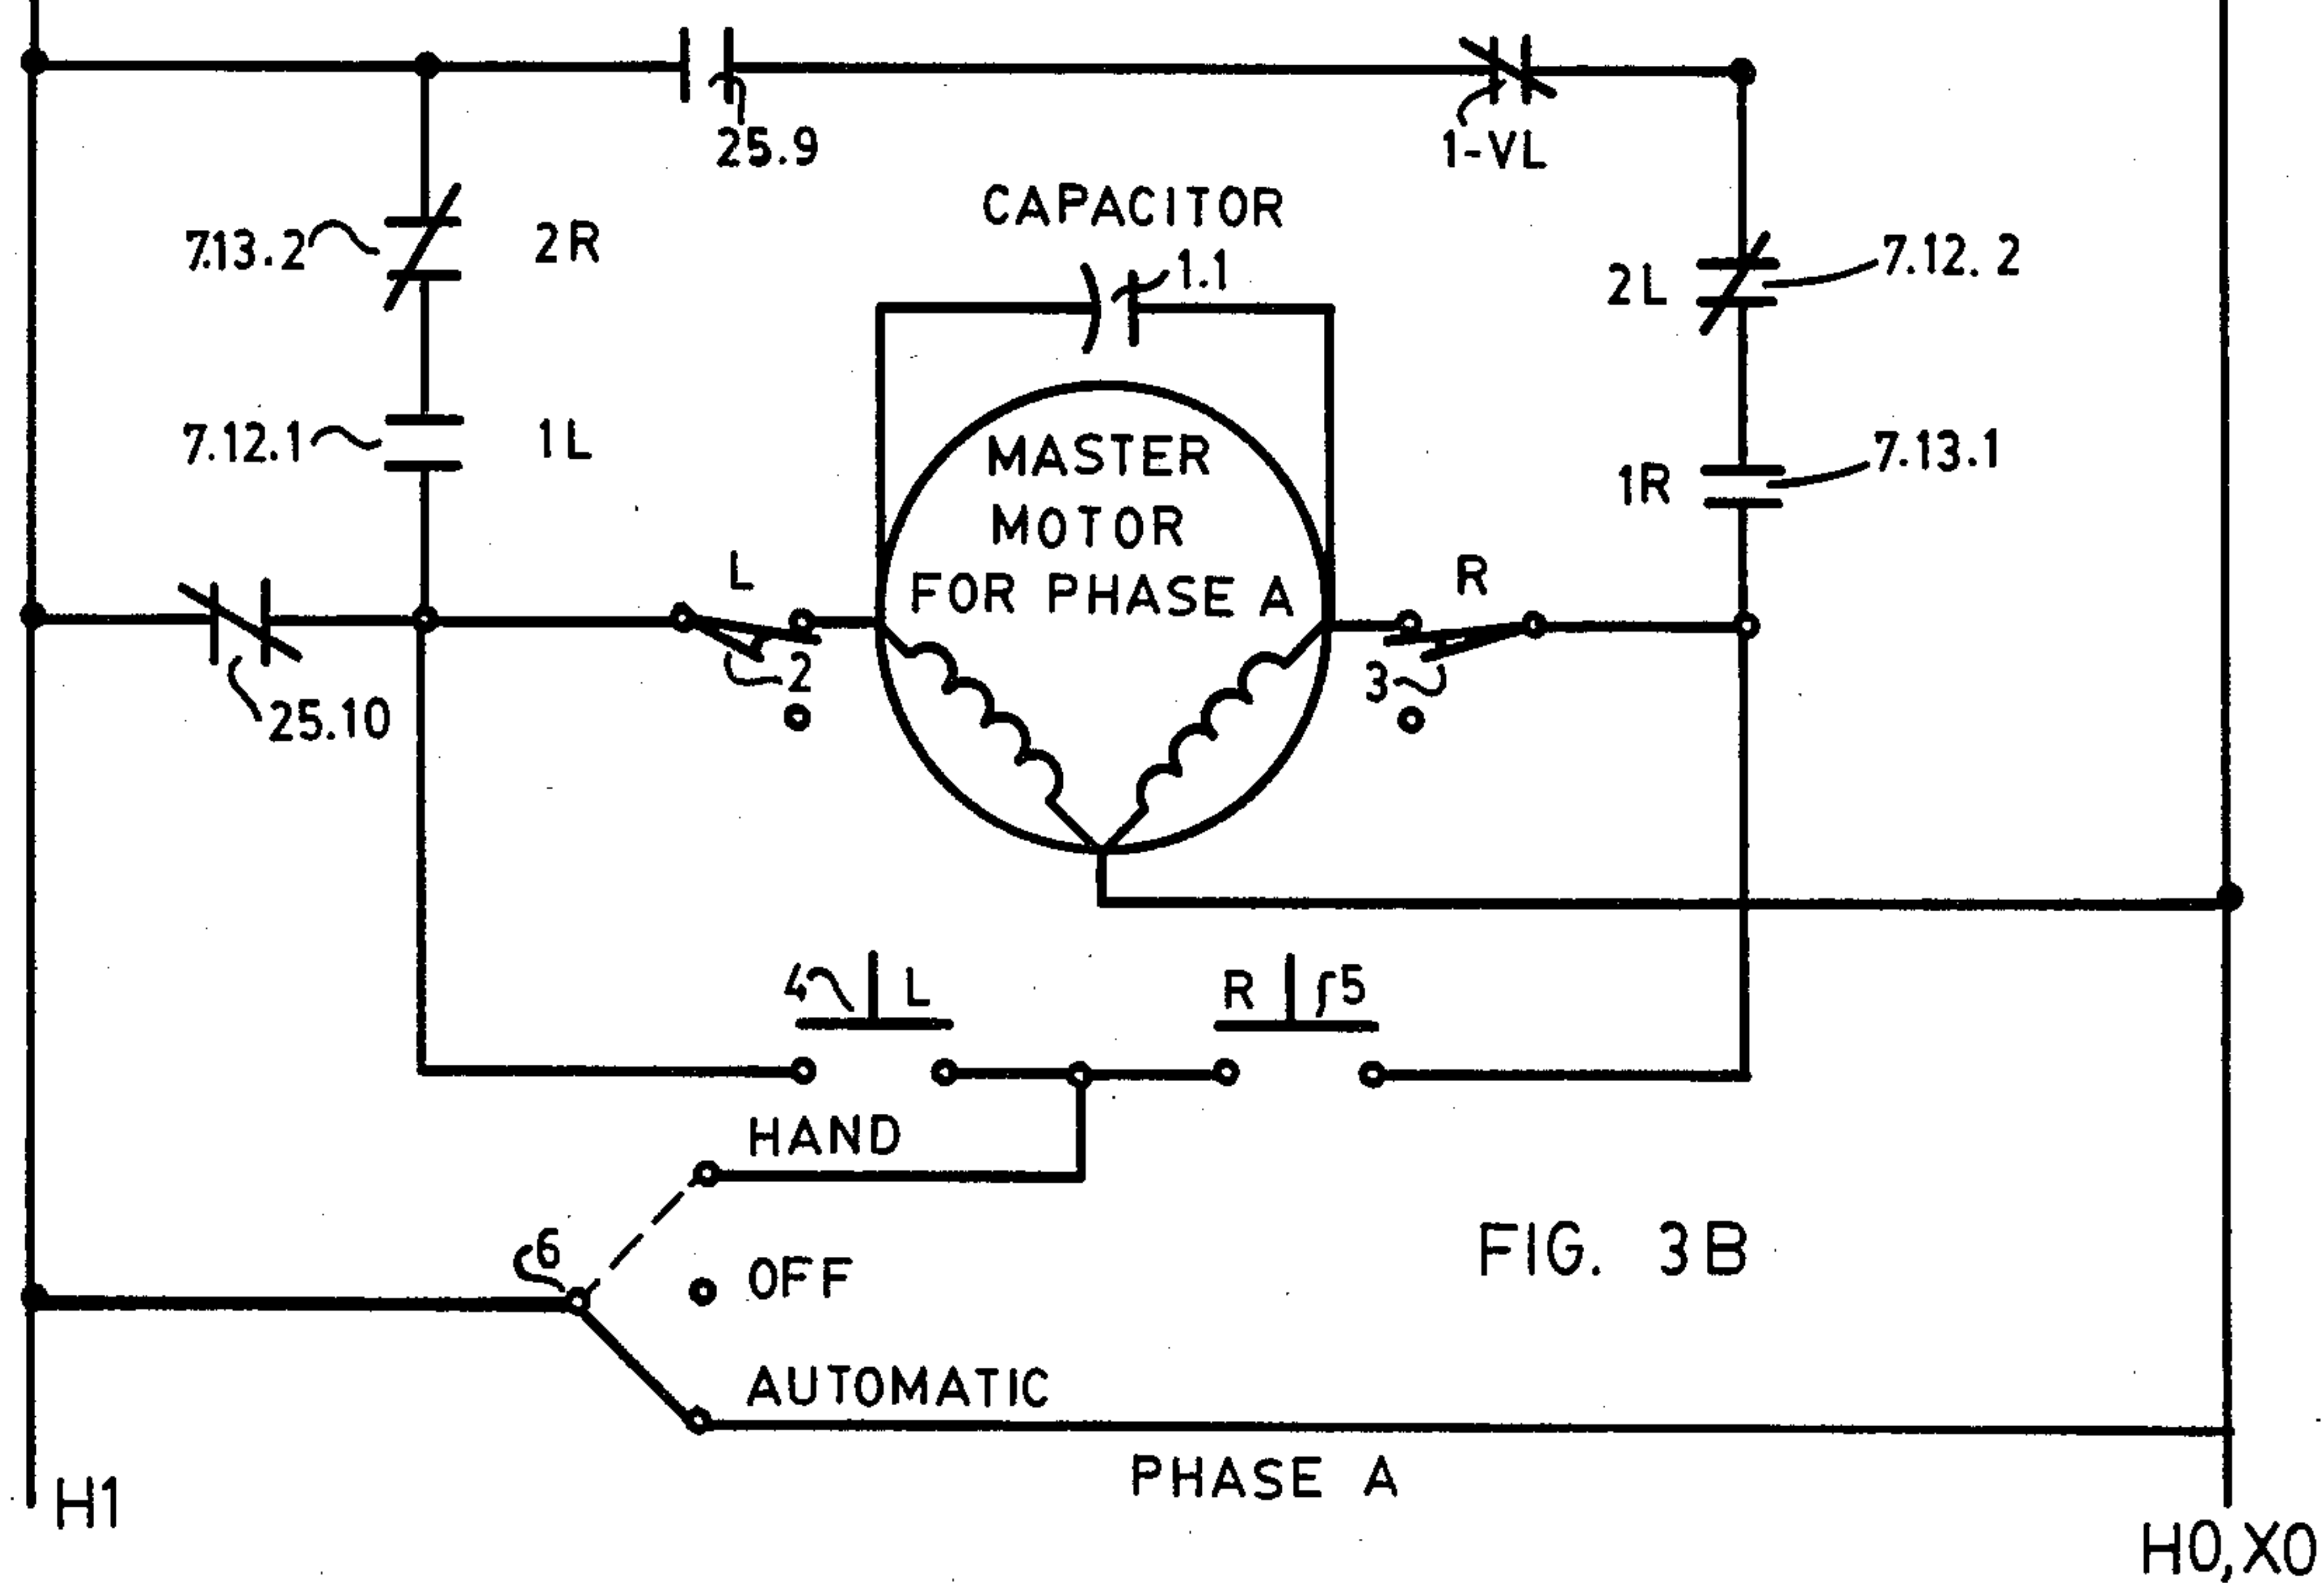 25.9
1-VL
CAPACITOR
1.1
7.13.2
2R
2L
7.12.2
7.12.1
1L
1R
7.13.1
MASTER
MOTOR
FOR PHASE A
L
R
2
3
25.10
4 L
R 5
HAND
6
OFF
FIG. 3B
AUTOMATIC
PHASE A
H1
H0,X0